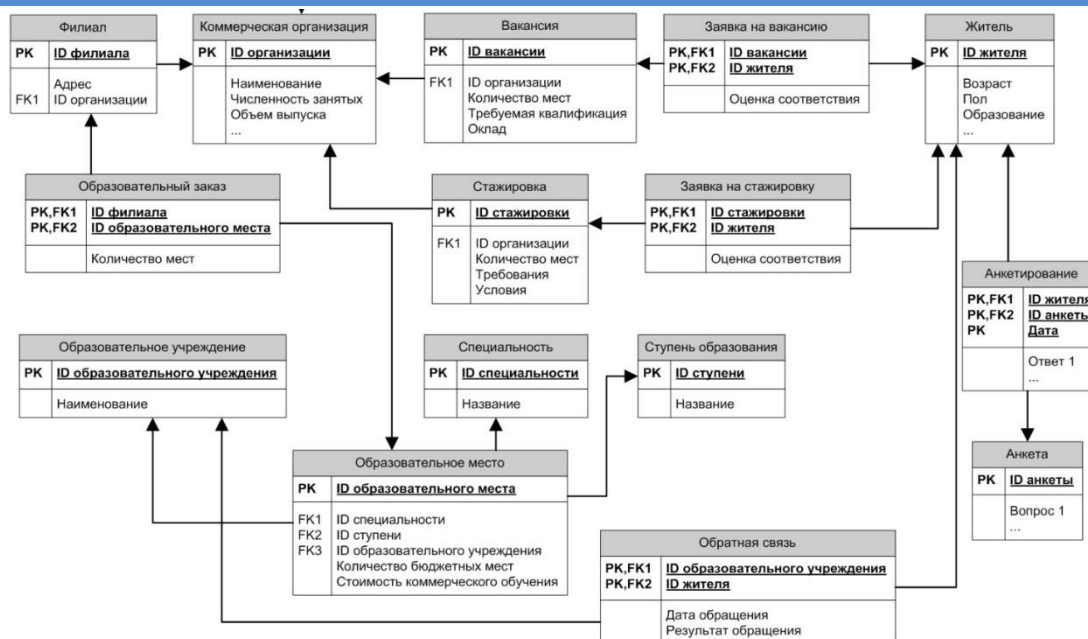 Филиал
PK ID филиала
Адрес
FK1 ID организации
Коммерческая организация
PK ID организации
Наименование
Численность занятых
Объем выпуска
...
Вакансия
PK ID вакансии
FK1 ID организации
Количество мест
Требуемая квалификация
Оклад
Заявка на вакансию
PK,FK1 ID вакансии
PK,FK2 ID жителя
Оценка соответствия
Житель
PK ID жителя
Возраст
Пол
Образование
...
Образовательный заказ
PK,FK1 ID филиала
PK,FK2 ID образовательного места
Количество мест
Стажировка
PK ID стажировки
FK1 ID организации
Количество мест
Требования
Условия
Заявка на стажировку
PK,FK1 ID стажировки
PK,FK2 ID жителя
Оценка соответствия
Анкетирование
PK,FK1 ID жителя
PK,FK2 ID анкеты
PK Дата
Ответ 1
...
Образовательное учреждение
PK ID образовательного учреждения
Наименование
Специальность
PK ID специальности
Название
Ступень образования
PK ID ступени
Название
Анкета
PK ID анкеты
Вопрос 1
...
Образовательное место
PK ID образовательного места
FK1 ID специальности
FK2 ID ступени
FK3 ID образовательного учреждения
Количество бюджетных мест
Стоимость коммерческого обучения
Обратная связь
PK,FK1 ID образовательного учреждения
PK,FK2 ID жителя
Дата обращения
Результат обращения